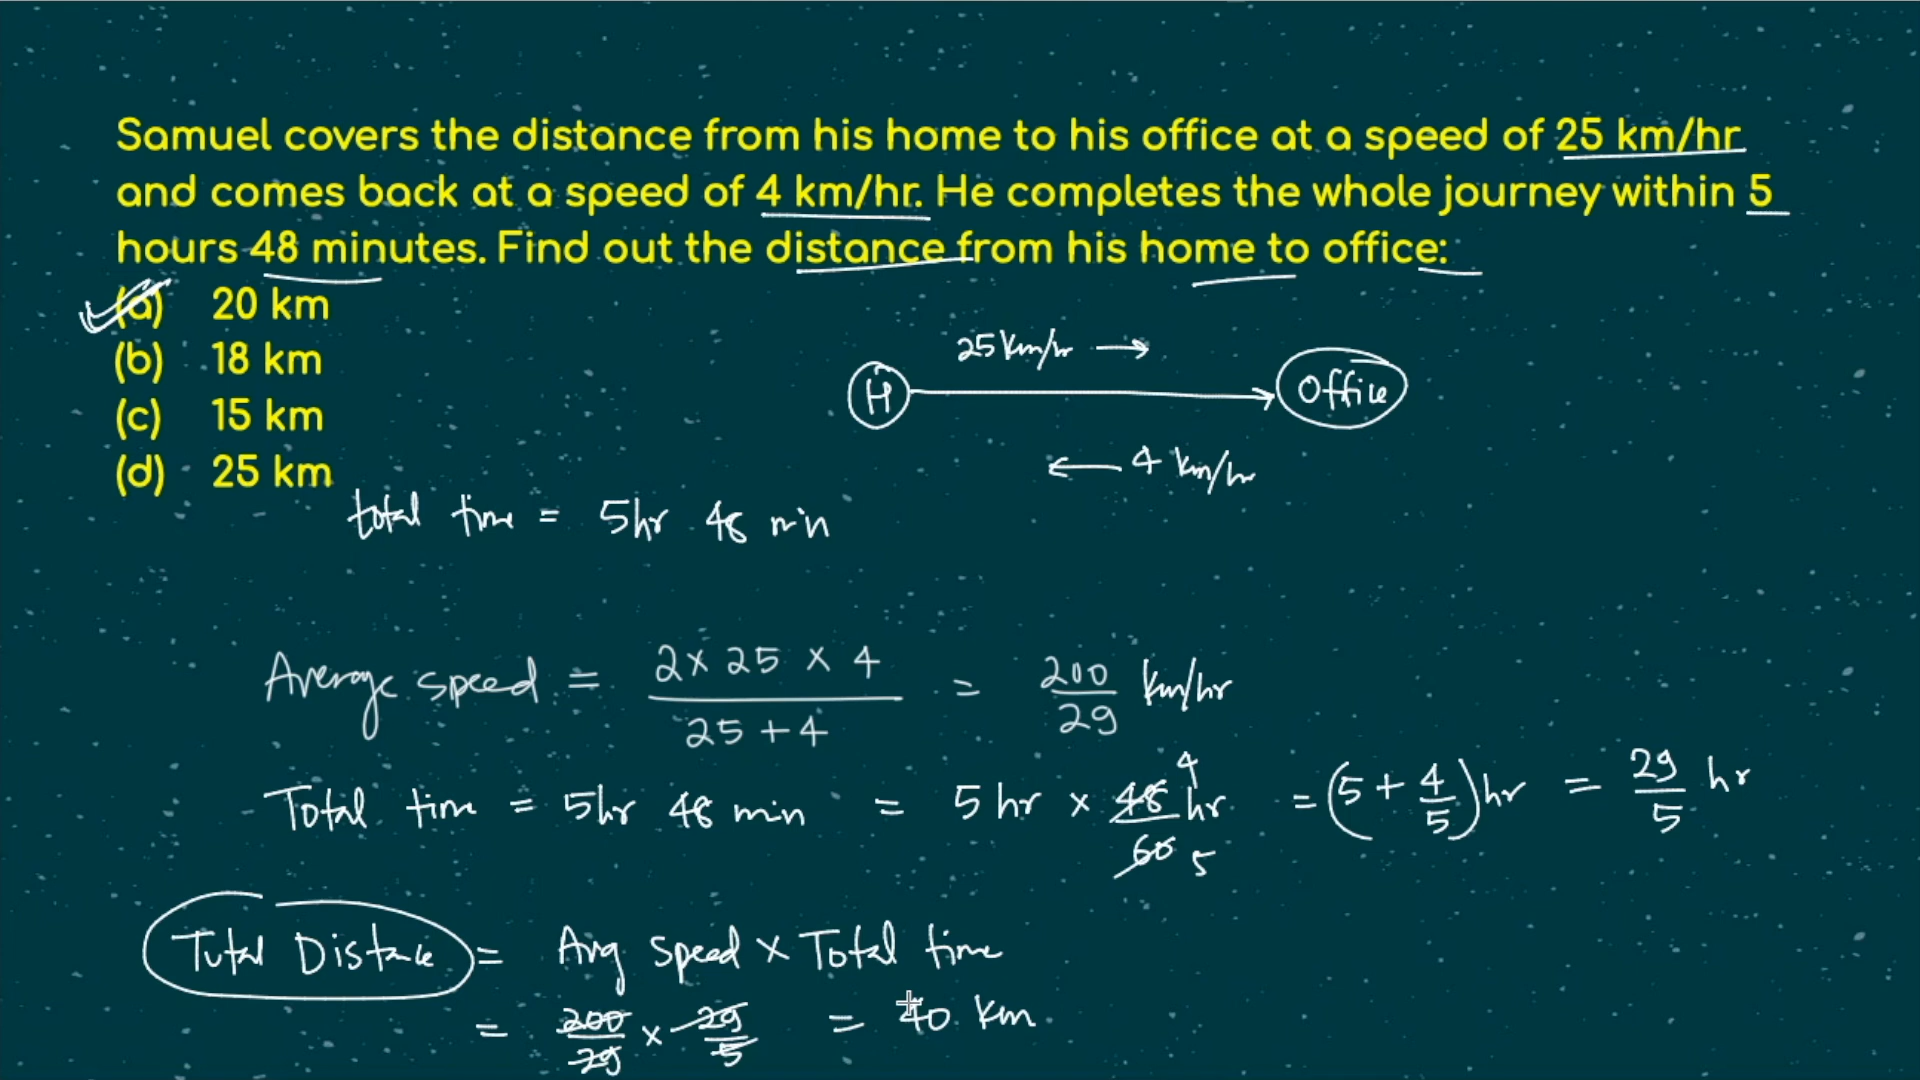 Samuel covers the distance from his home to his office at a speed of 25 km/hr
and comes back at a speed of 4 km/hr. He completes the whole journey within 5
hours 48 minutes. Find out the distance from his home to office:
(a) 20 km
(b) 18 km
(c) 15 km
(d) 25 km
25 km/hr →
H Office
← 4 km/hr
total time = 5hr 48 min
Average speed = 2 × 25 × 4 / 25 + 4 = 200/29 km/hr
Total time = 5hr 48 min = 5 hr × 48/60 hr 4 5 = (5 + 4/5) hr = 29/5 hr
Total Distance = Avg speed × Total time
= 200/29 × 29/5 = 40 km